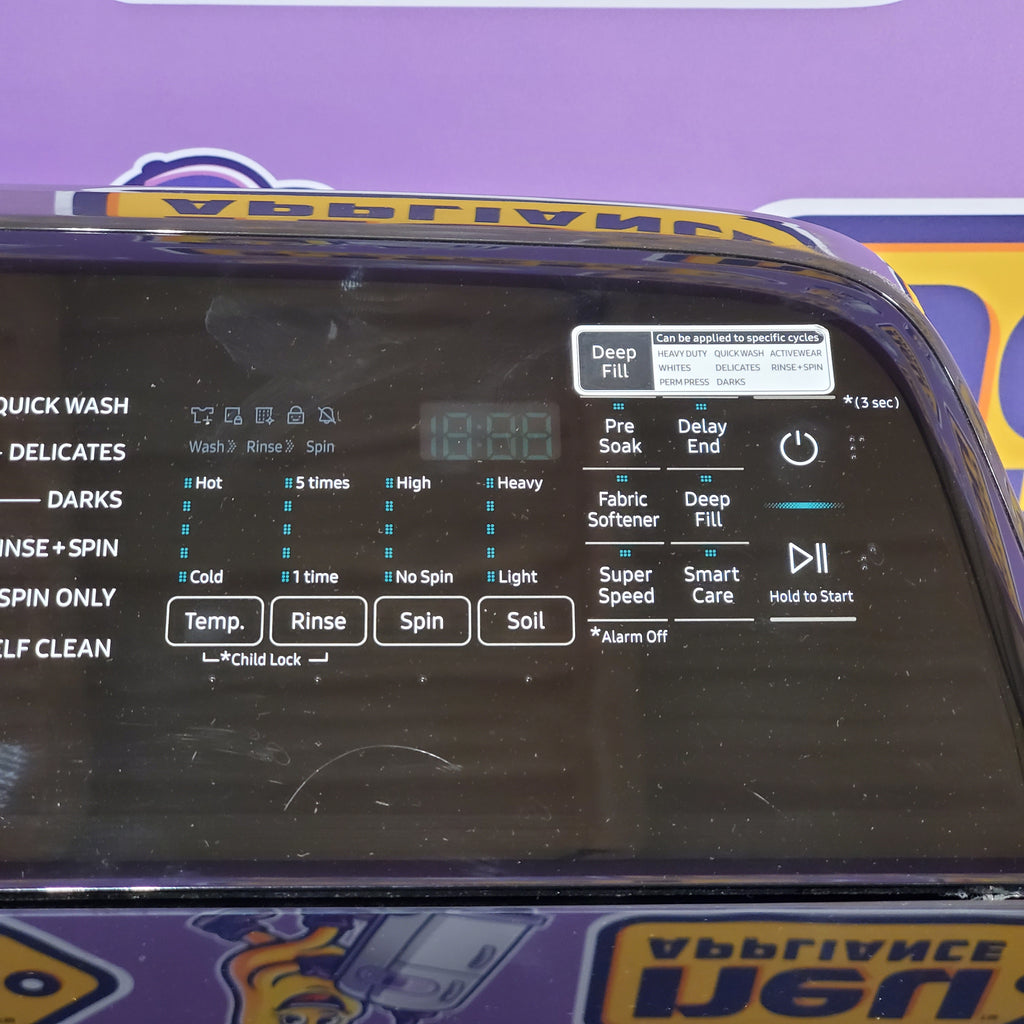 APPLIANCE
Deep
Fill
Can be applied to specific cycles
HEAVY DUTY QUICK WASH ACTIVEWEAR
WHITES DELICATES RINSE+SPIN
PERM PRESS DARKS
QUICK WASH
DELICATES
DARKS
INSE+SPIN
SPIN ONLY
ELF CLEAN
Wash Rinse Spin
Hot 5 times High Heavy
Cold 1 time No Spin Light
Temp. Rinse Spin Soil
*Child Lock
Pre
Soak
Delay
End
Fabric
Softener
Deep
Fill
Super
Speed
Smart
Care
*Alarm Off
*(3 sec)
Hold to Start
APPLIANCE
neu